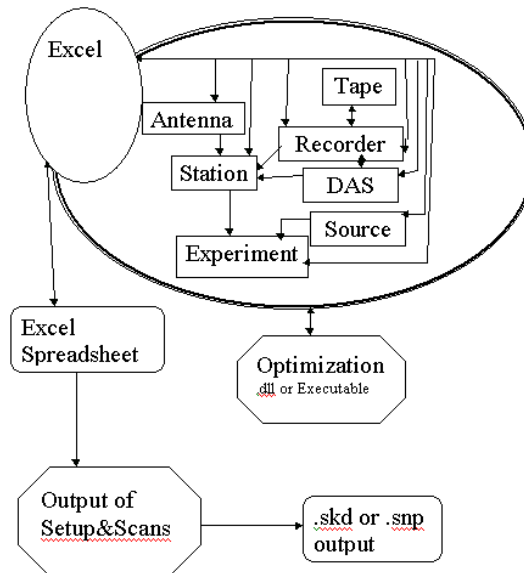 Excel
Tape
Antenna
Recorder
Station
DAS
Source
Experiment
Excel
Spreadsheet
Optimization
.dll or Executable
Output of
Setup&Scans
.skd or .snp
output